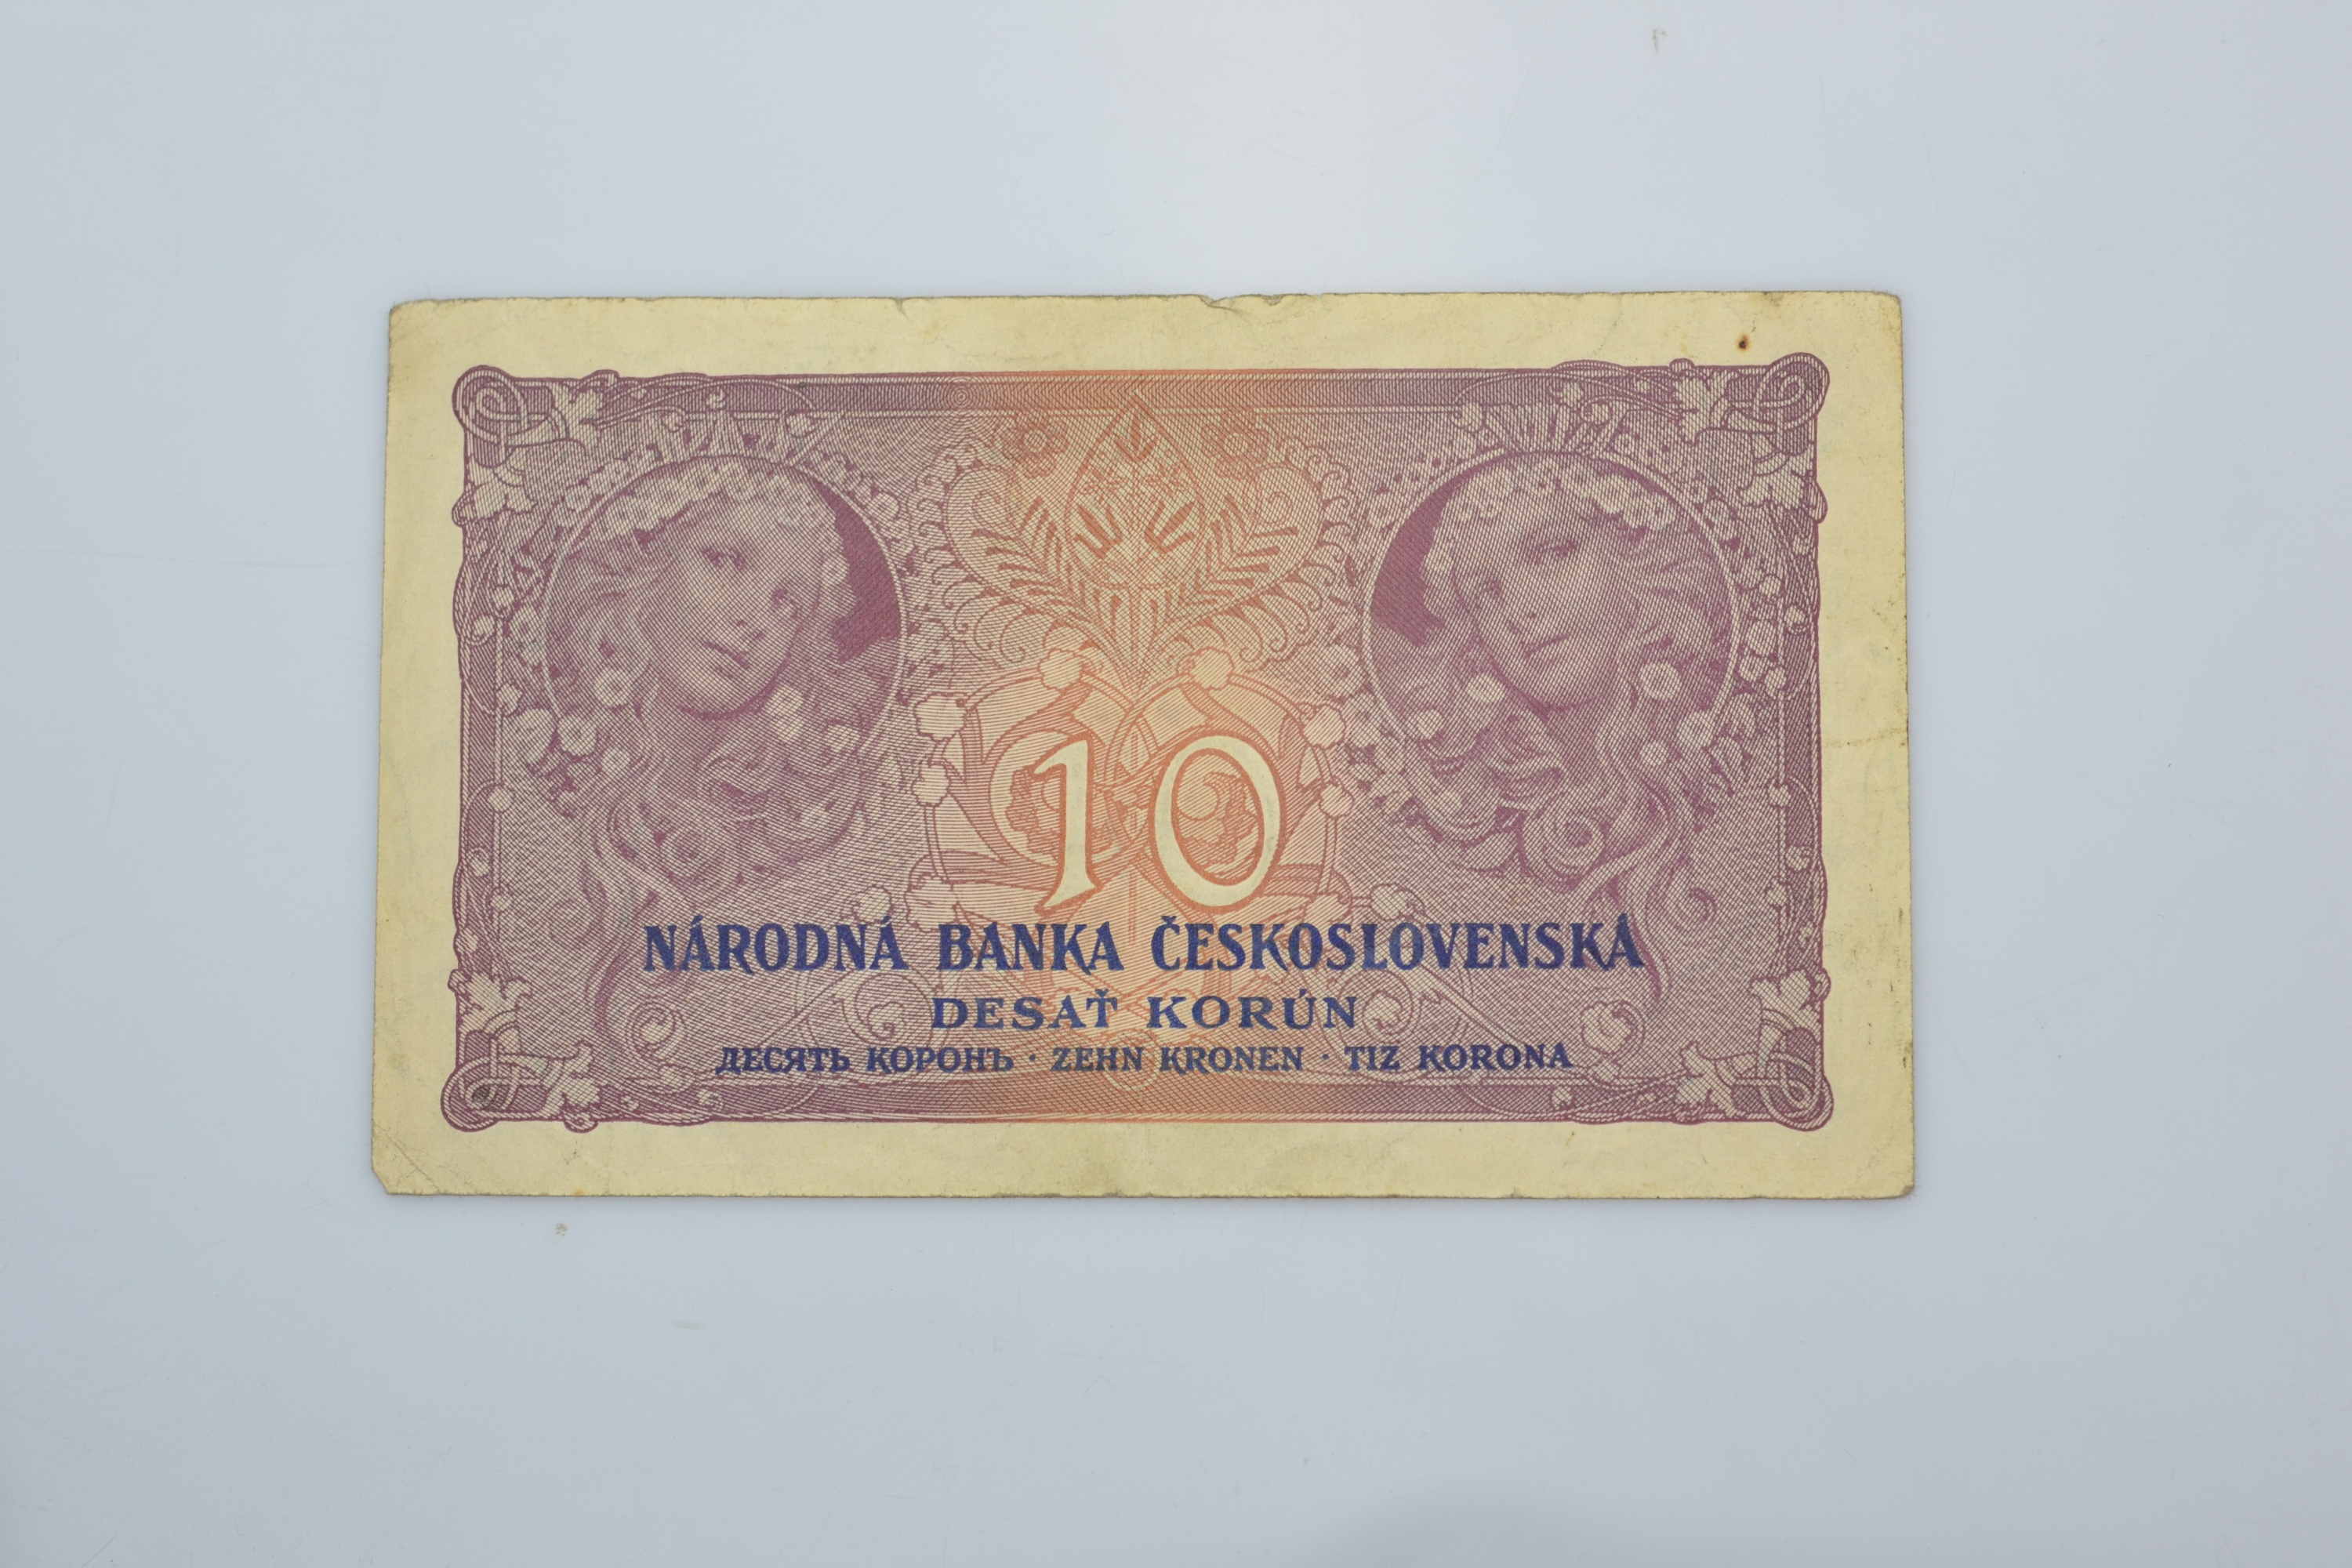 10
NÁRODNÁ BANKA ČESKOSLOVENSKÁ
DESAŤ KORÚN
ДЕСЯТЬ КОРОНЪ · ZEHN KRONEN · TIZ KORONA